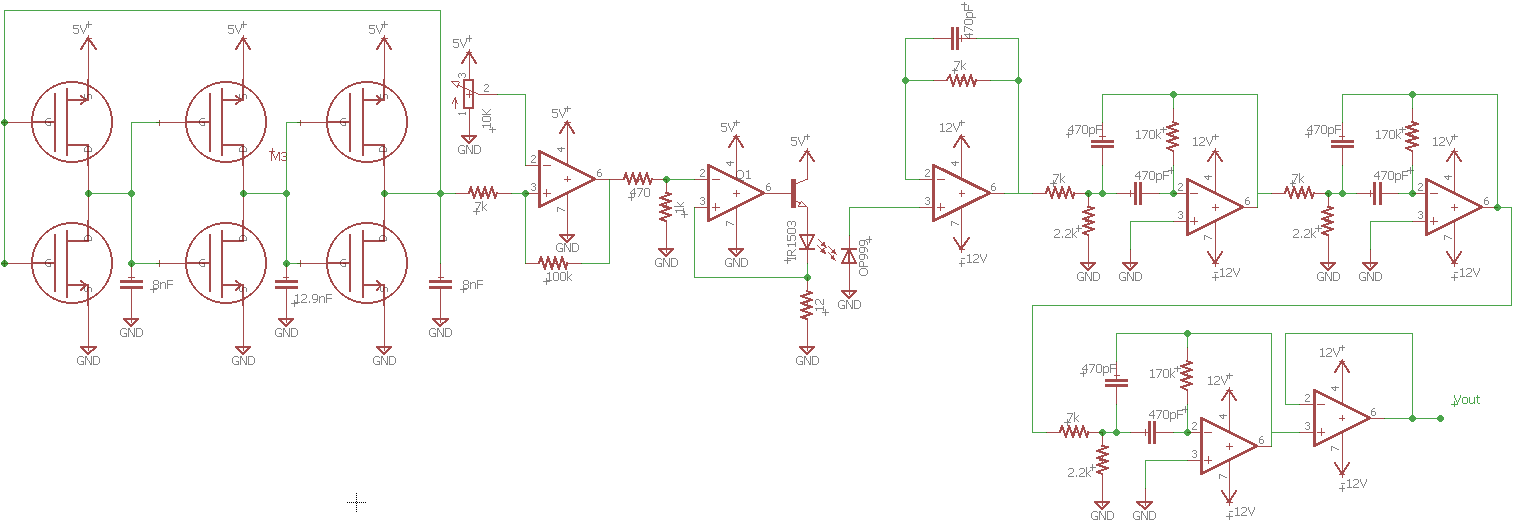 5V
5V
5V
470pF
5V
3
2
1
10K
GND
7k
5V
5V
5V
12V
470pF
170k
12V
470pF
170k
12V
S
S
S
G
G
G
D
D
D
M3
4
2
3
6
7
4
O1
2
3
6
7
4
2
3
6
7
4
2
3
6
7
4
2
3
6
7
7k
470
1k
7k
470pF
7k
470pF
2.2k
2.2k
GND
GND
GND
100k
IR1503
OP999
GND
-12V
GND
GND
-12V
GND
GND
-12V
D
D
D
G
G
G
S
S
S
8nF
12.9nF
8nF
GND
GND
GND
12
GND
GND
GND
GND
470pF
170k
12V
12V
4
2
3
6
7
Vout
7k
470pF
4
2
3
6
7
2.2k
-12V
GND
GND
-12V